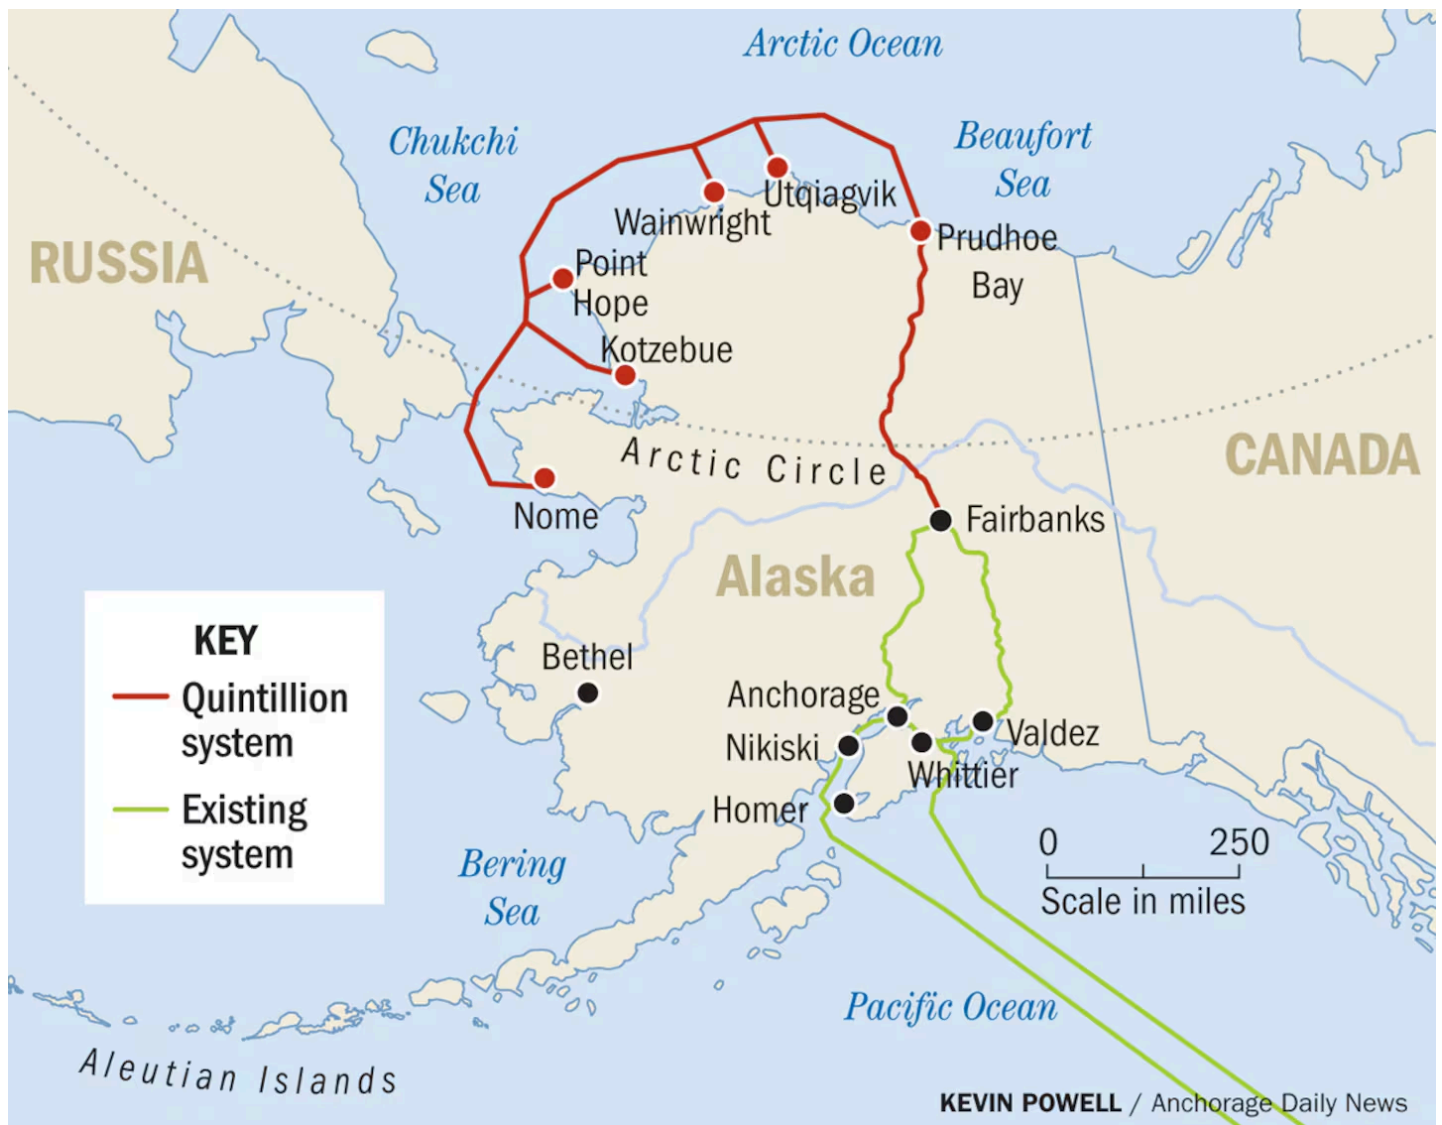 Arctic Ocean
Chukchi
Sea
Beaufort
Sea
Utqiagvik
Wainwright
RUSSIA
Prudhoe
Bay
Point
Hope
Kotzebue
Arctic Circle
CANADA
Nome
Fairbanks
Alaska
KEY
Quintillion
system
Existing
system
Bethel
Anchorage
Nikiski
Valdez
Whittier
Homer
0 250
Scale in miles
Bering
Sea
Pacific Ocean
Aleutian Islands
KEVIN POWELL / Anchorage Daily News